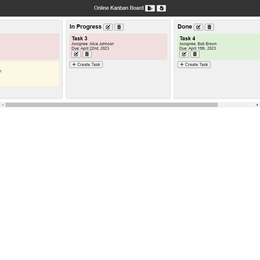 Online Kanban Board
In Progress
Task 3
Assignee: Alice Johnson
Due: April 22nd, 2023
+ Create Task
Done
Task 4
Assignee: Bob Brown
Due: April 15th, 2023
+ Create Task